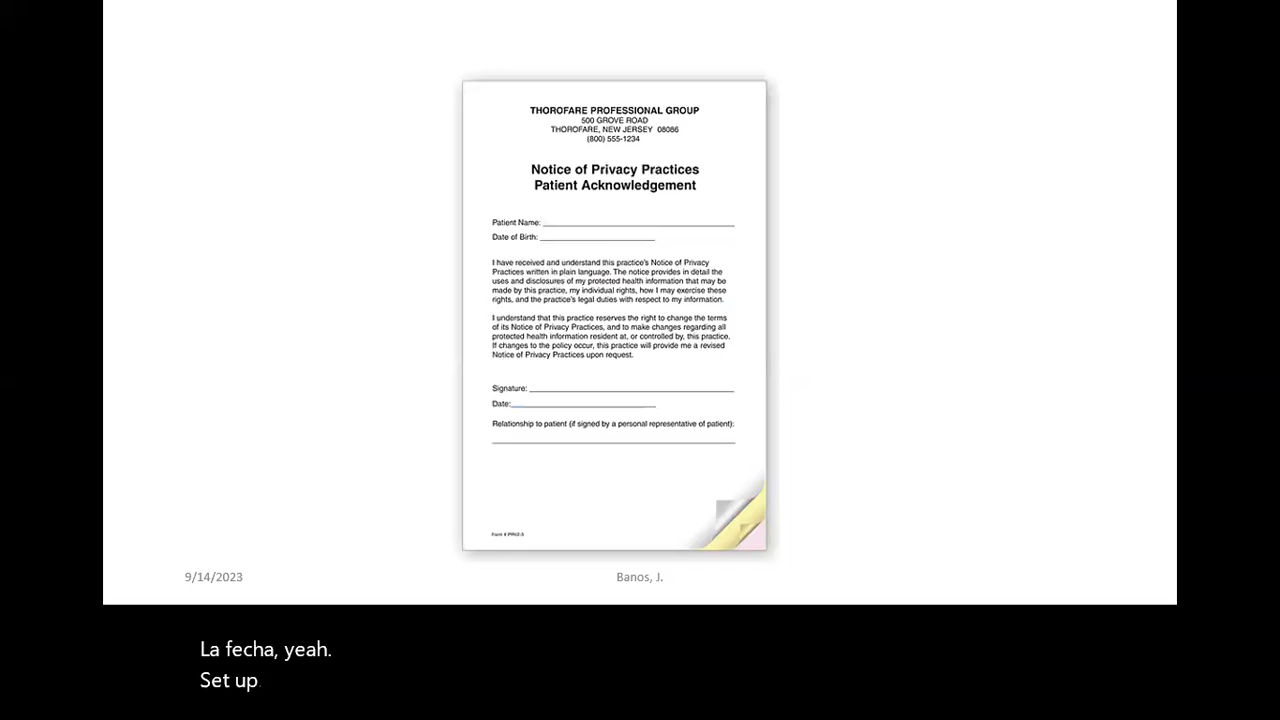 THOROFARE PROFESSIONAL GROUP
500 GROVE ROAD
THOROFARE, NEW JERSEY 08086
(800) 555-1234
Notice of Privacy Practices
Patient Acknowledgement
Patient Name:
Date of Birth:
I have received and understand this practice's Notice of Privacy
Practices written in plain language. The notice provides in detail the
uses and disclosures of my protected health information that may be
made by this practice, my individual rights, how I may exercise these
rights, and the practice's legal duties with respect to my information.
I understand that this practice reserves the right to change the terms
of its Notice of Privacy Practices, and to make changes regarding all
protected health information resident at, or controlled by, this practice.
If changes to the policy occur, this practice will provide me a revised
Notice of Privacy Practices upon request.
Signature:
Date:
Relationship to patient (if signed by a personal representative of patient):
Form #
9/14/2023
Banos, J.
La fecha, yeah.
Set up